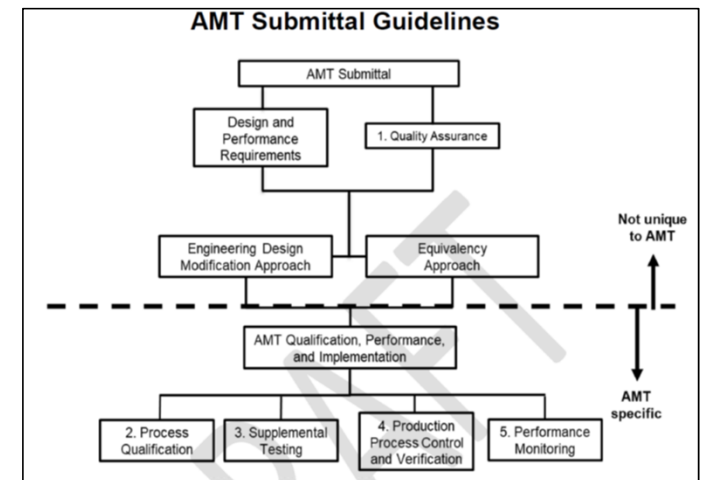 AMT Submittal Guidelines
AMT Submittal
Design and
Performance
Requirements
1. Quality Assurance
Not unique
to AMT
Engineering Design
Modification Approach
Equivalency
Approach
AMT Qualification, Performance,
and Implementation
AMT
specific
2. Process
Qualification
3. Supplemental
Testing
4. Production
Process Control
and Verification
5. Performance
Monitoring